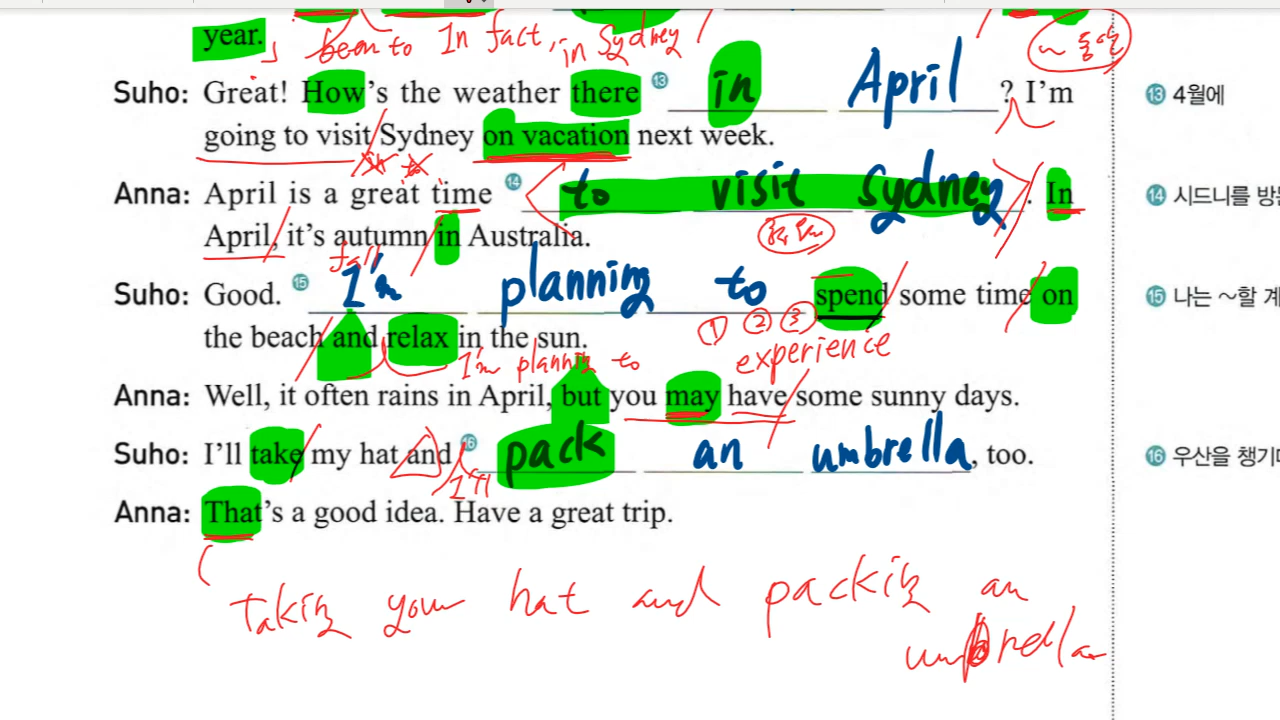 year. been to In fact, in Sydney
Suho: Great! How's the weather there ⑬ in April ? I'm ⑬ 4월에
going to visit Sydney on vacation next week.
in to
Anna: April is a great time ⑭ to visit sydney . In ⑭ 시드니를 방문
April, it's autumn in Australia.
fall
Suho: Good. ⑮ I'm planning to spend some time on ⑮ 나는 ~할 계
① ② ③
the beach and relax in the sun.
I'm planning to experience
Anna: Well, it often rains in April, but you may have some sunny days.
Suho: I'll take my hat and ⑯ pack an umbrella, too. ⑯ 우산을 챙기다
I'll
Anna: That's a good idea. Have a great trip.
taking your hat and packing an
umbrella